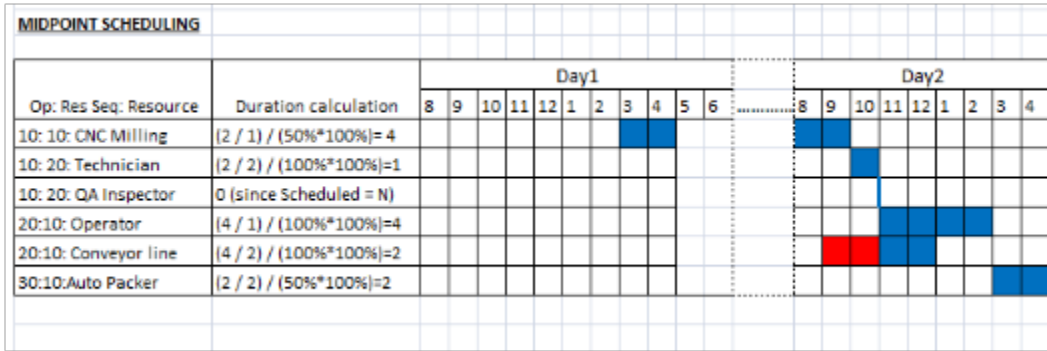 MIDPOINT SCHEDULING
Day1 Day2
Op: Res Seq: Resource Duration calculation 8 9 10 11 12 1 2 3 4 5 6 ............. 8 9 10 11 12 1 2 3 4
10: 10: CNC Milling (2 / 1) / (50%*100%)= 4
10: 20: Technician (2 / 2) / (100%*100%)=1
10: 20: QA Inspector 0 (since Scheduled = N)
20:10: Operator (4 / 1) / (100%*100%)=4
20:10: Conveyor line (4 / 2) / (100%*100%)=2
30:10:Auto Packer (2 / 2) / (50%*100%)=2